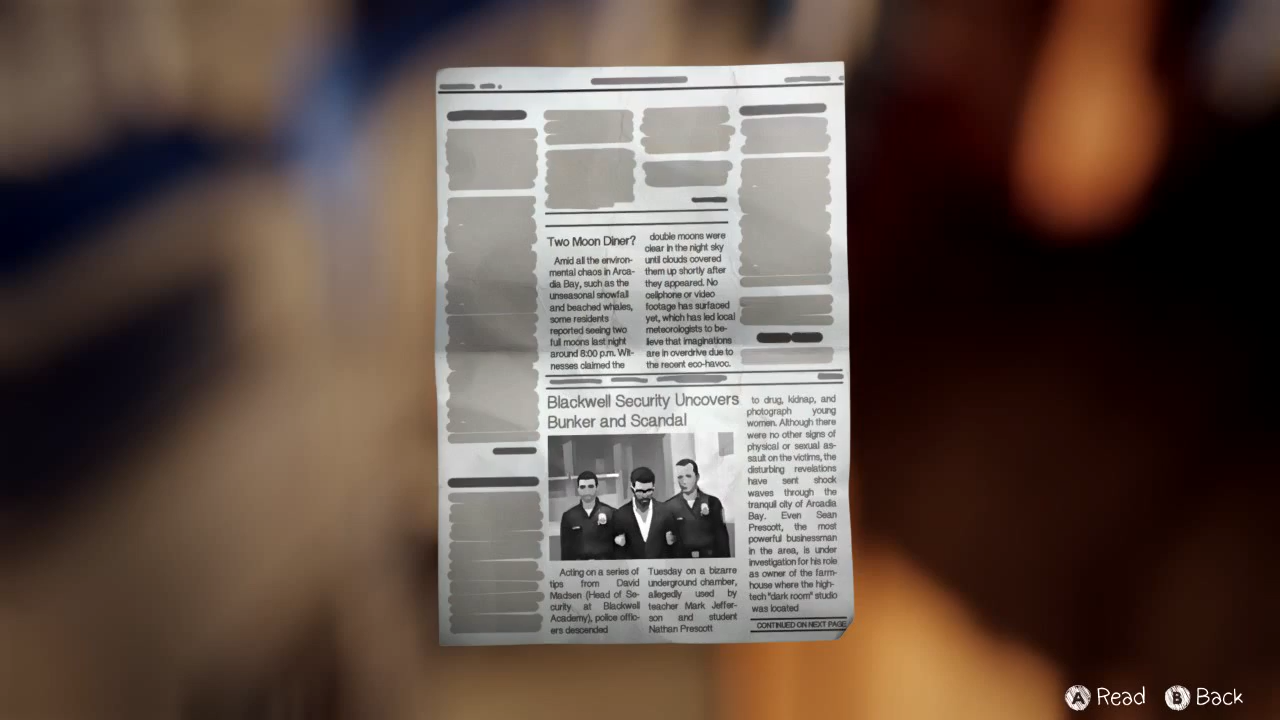 Two Moon Diner?
Amid all the environ-
mental chaos in Arca-
dia Bay, such as the
unseasonal snowfall
and beached whales,
some residents
reported seeing two
full moons last night
around 8:00 p.m. Wit-
nesses claimed the
double moons were
clear in the night sky
until clouds covered
them up shortly after
they appeared. No
cellphone or video
footage has surfaced
yet, which has led local
meteorologists to be-
lieve that imaginations
are in overdrive due to
the recent eco-havoc.
Blackwell Security Uncovers
Bunker and Scandal
Acting on a series of
tips from David
Madsen (Head of Se-
curity at Blackwell
Academy), police offic-
ers descended
Tuesday on a bizarre
underground chamber,
allegedly used by
teacher Mark Jeffer-
son and student
Nathan Prescott
to drug, kidnap, and
photograph young
women. Although there
were no other signs of
physical or sexual as-
sault on the victims, the
disturbing revelations
have sent shock
waves through the
tranquil city of Arcadia
Bay. Even Sean
Prescott, the most
powerful businessman
in the area, is under
investigation for his role
as owner of the farm-
house where the high-
tech "dark room" studio
was located
CONTINUED ON NEXT PAGE
A Read B Back